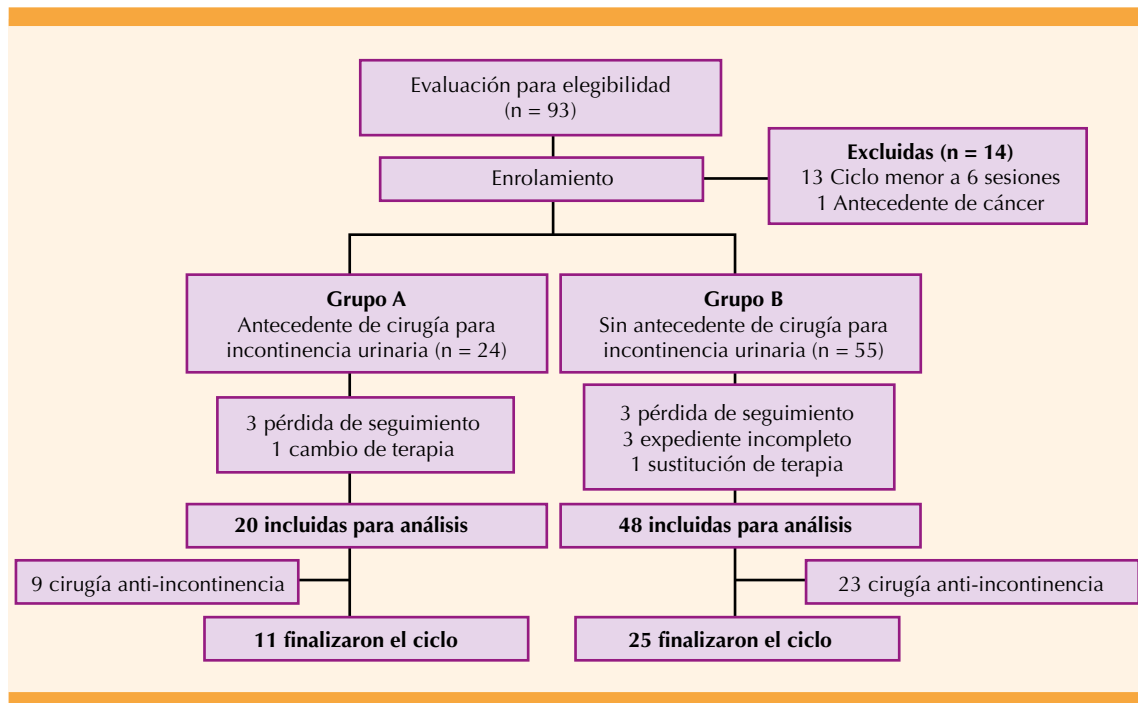 Evaluación para elegibilidad
(n = 93)
Enrolamiento
Excluidas (n = 14)
13 Ciclo menor a 6 sesiones
1 Antecedente de cáncer
Grupo A
Antecedente de cirugía para
incontinencia urinaria (n = 24)
Grupo B
Sin antecedente de cirugía para
incontinencia urinaria (n = 55)
3 pérdida de seguimiento
1 cambio de terapia
3 pérdida de seguimiento
3 expediente incompleto
1 sustitución de terapia
20 incluidas para análisis
48 incluidas para análisis
9 cirugía anti-incontinencia
23 cirugía anti-incontinencia
11 finalizaron el ciclo
25 finalizaron el ciclo